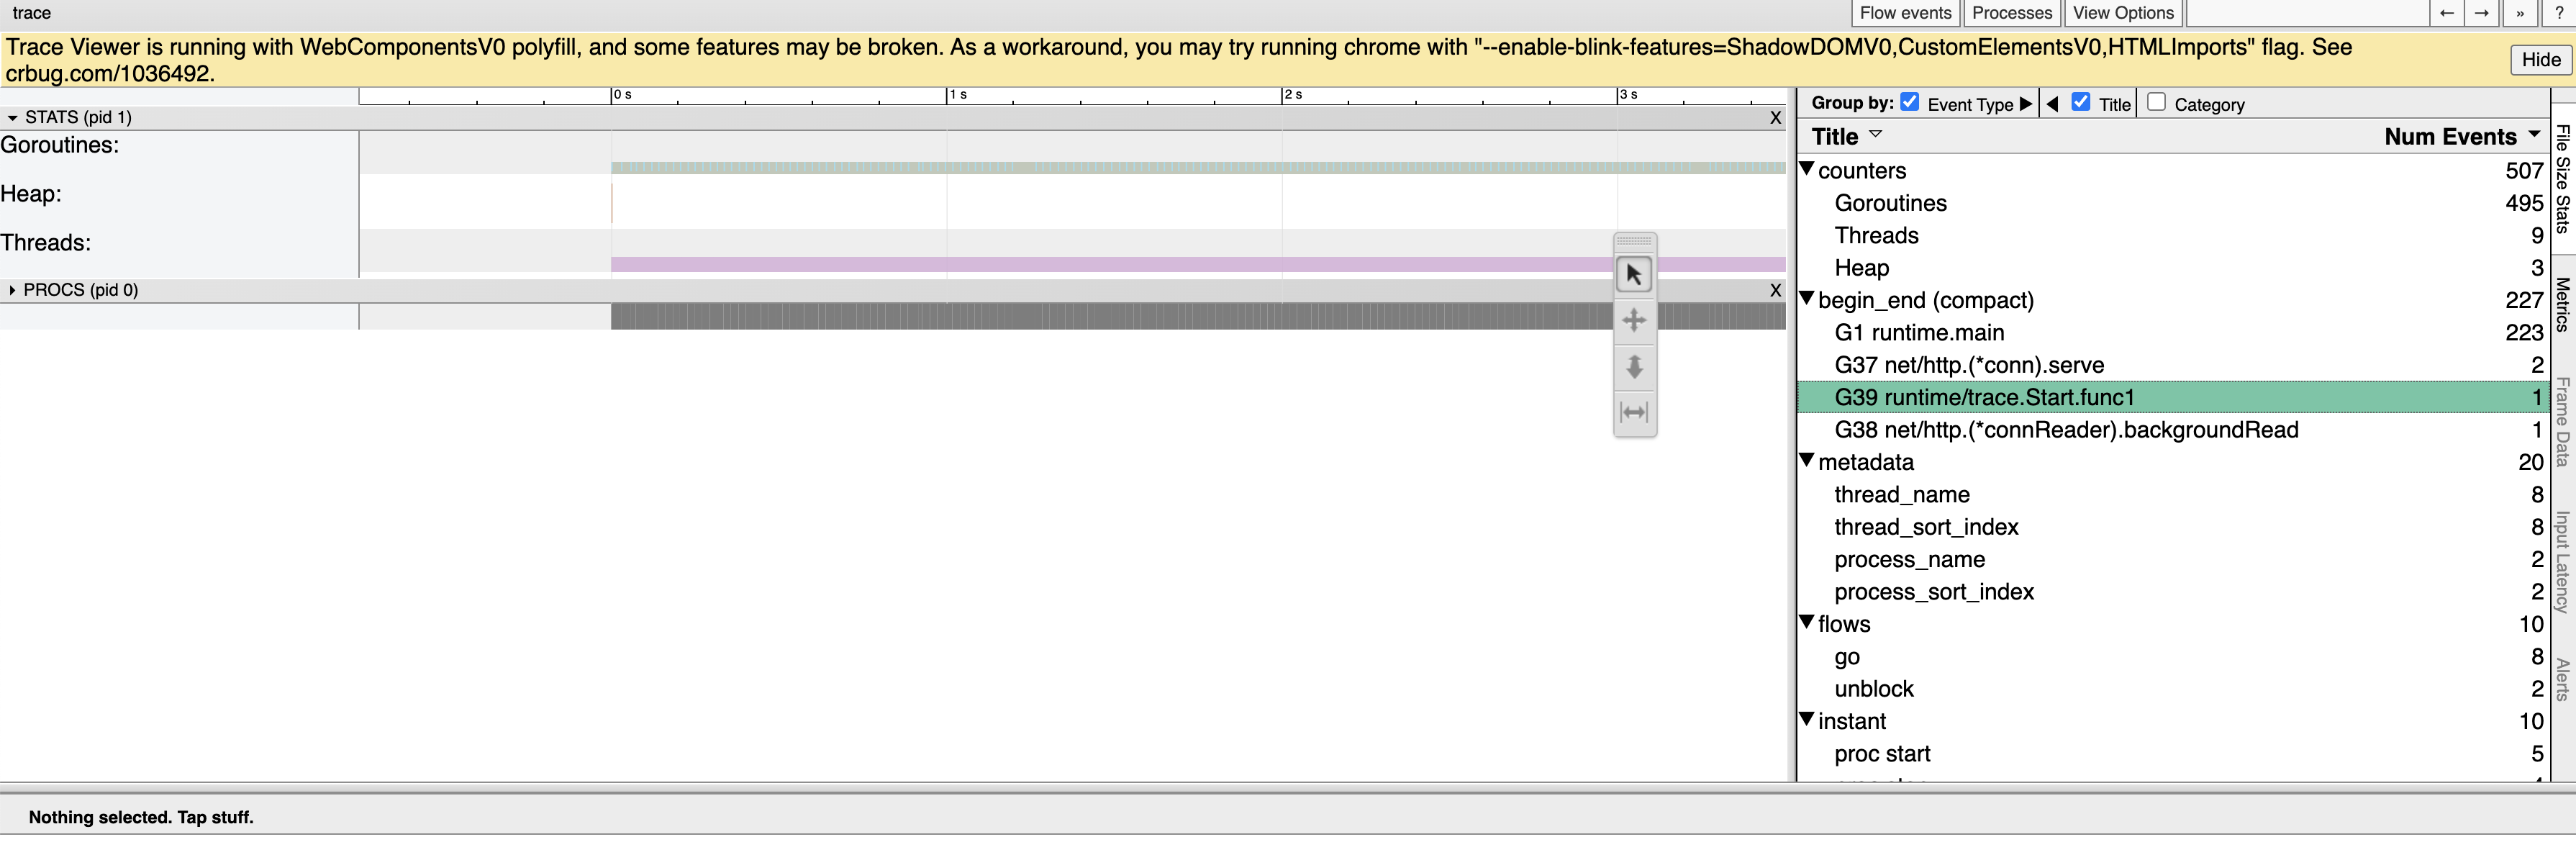 trace
Flow events Processes View Options ← → » ?
Trace Viewer is running with WebComponentsV0 polyfill, and some features may be broken. As a workaround, you may try running chrome with "--enable-blink-features=ShadowDOMV0,CustomElementsV0,HTMLImports" flag. See
crbug.com/1036492.
Hide
0 s 1 s 2 s 3 s
STATS (pid 1) X
Goroutines:
Heap:
Threads:
PROCS (pid 0) X
Group by: Event Type Title Category
Title Num Events
counters 507
Goroutines 495
Threads 9
Heap 3
begin_end (compact) 227
G1 runtime.main 223
G37 net/http.(*conn).serve 2
G39 runtime/trace.Start.func1 1
G38 net/http.(*connReader).backgroundRead 1
metadata 20
thread_name 8
thread_sort_index 8
process_name 2
process_sort_index 2
flows 10
go 8
unblock 2
instant 10
proc start 5
File Size Stats
Metrics
Frame Data
Input Latency
Alerts
Nothing selected. Tap stuff.